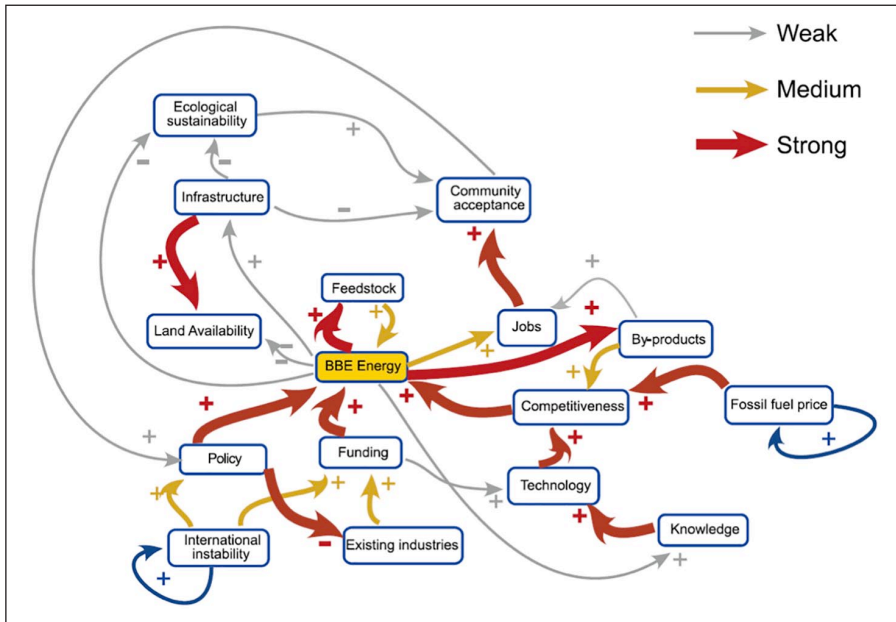 Weak
Medium
Strong
Ecological
sustainability
+
-
-
Infrastructure
-
Community
acceptance
+
+
+
Feedstock
+
+
+
+
Land Availability
-
-
Jobs
By-products
BBE Energy
+
+
+
+
+
Competitiveness
+
Fossil fuel price
+
+
+
Policy
Funding
+
+
+
Technology
+
+
+
Knowledge
+
International
instability
+
-
Existing industries